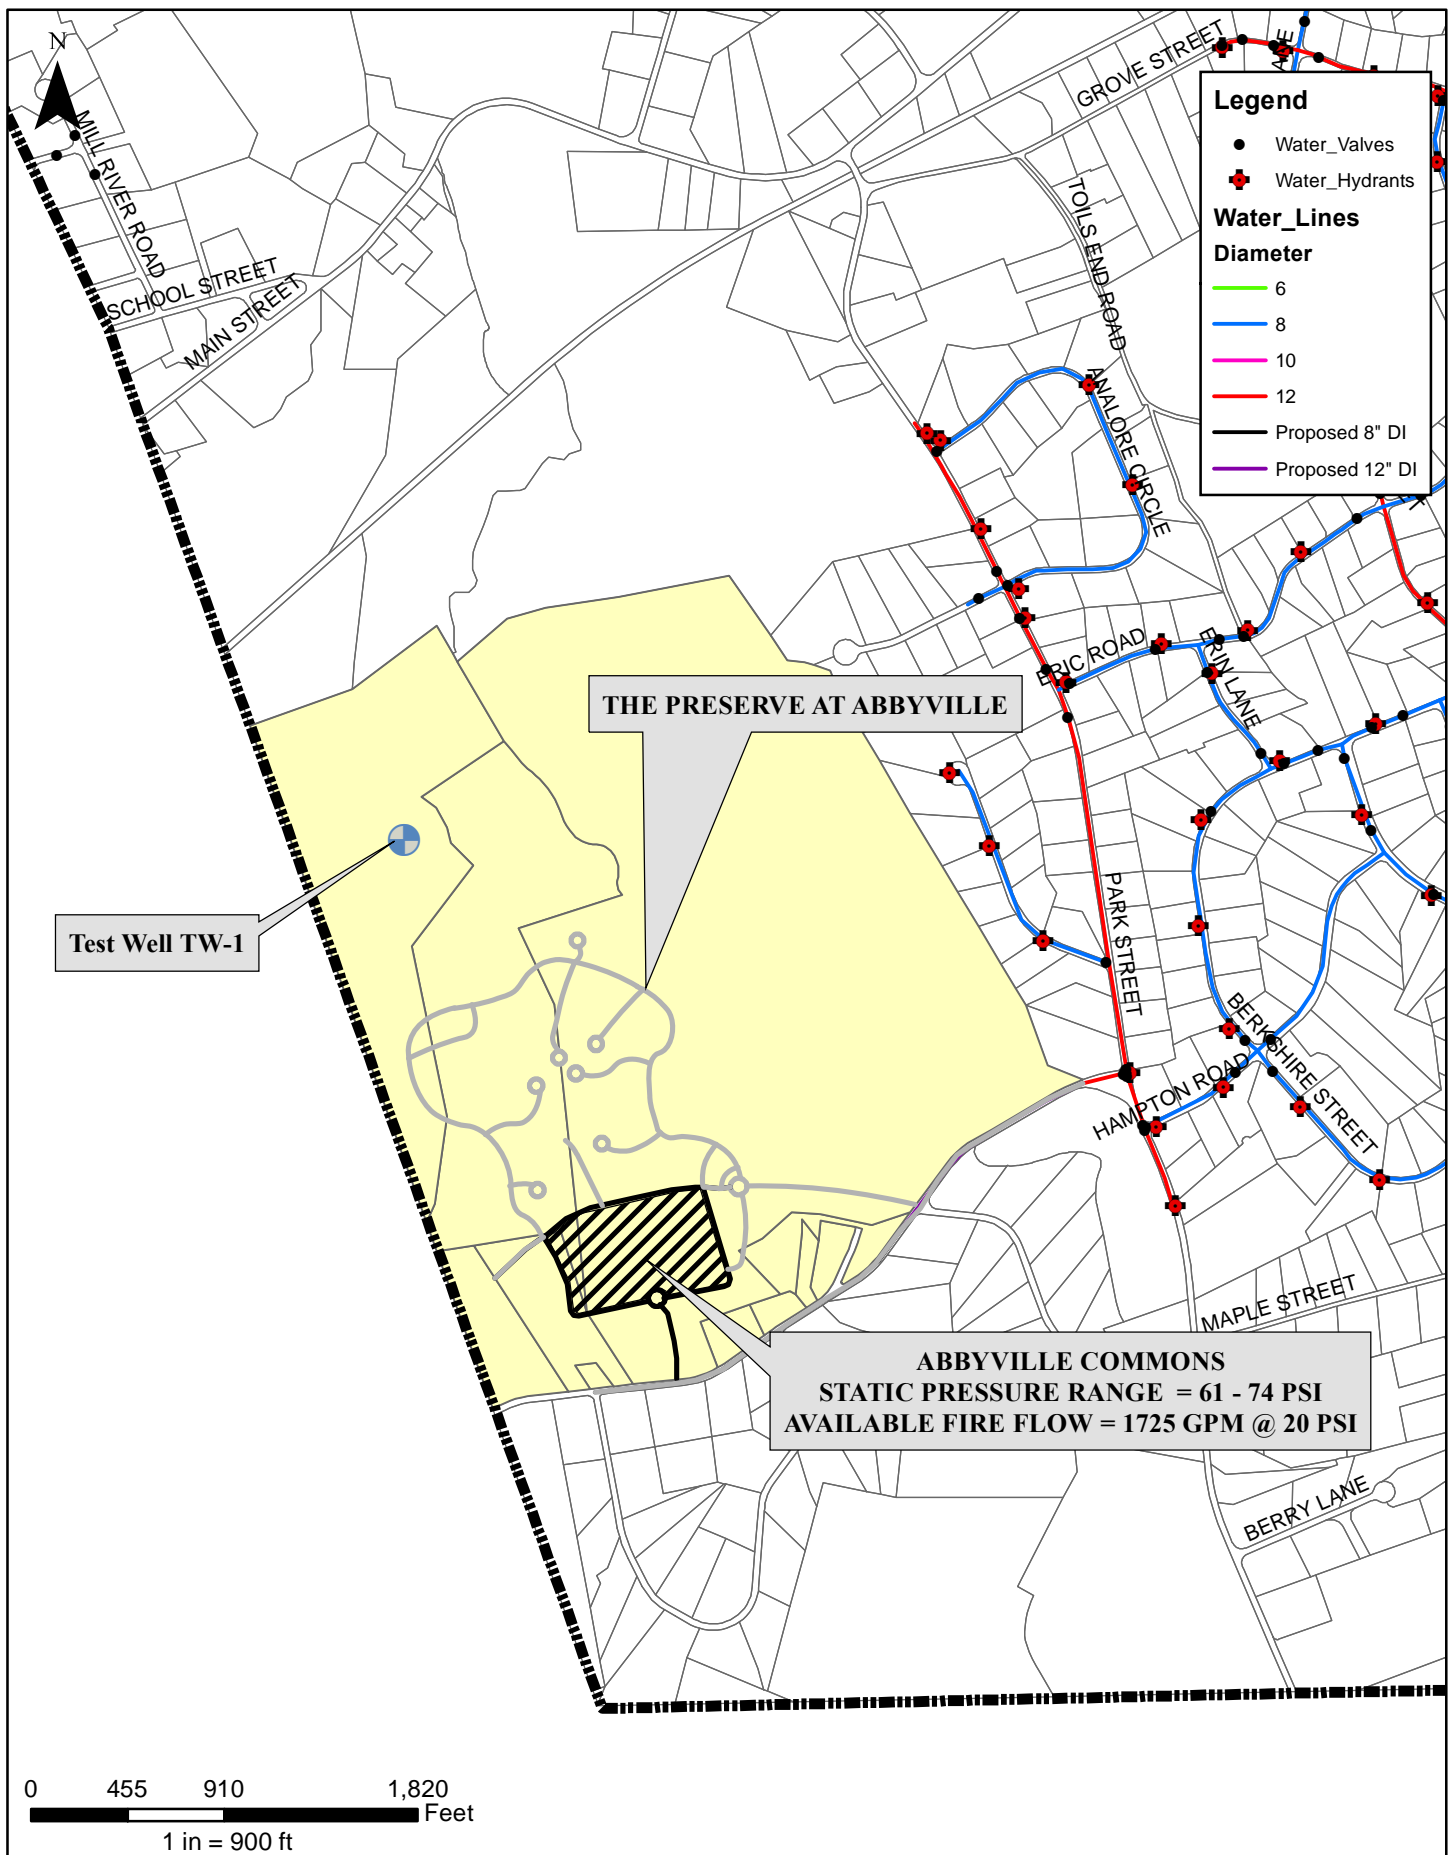 N
MILL RIVER ROAD
SCHOOL STREET
MAIN STREET
GROVE STREET
ANE
Legend
Water_Valves
Water_Hydrants
Water_Lines
Diameter
6
8
10
12
Proposed 8" DI
Proposed 12" DI
TOILS END ROAD
ANALORE CIRCLE
ERIC ROAD
ERIN LANE
THE PRESERVE AT ABBYVILLE
Test Well TW-1
PARK STREET
BERKSHIRE STREET
HAMPTON ROAD
MAPLE STREET
ABBYVILLE COMMONS
STATIC PRESSURE RANGE = 61 - 74 PSI
AVAILABLE FIRE FLOW = 1725 GPM @ 20 PSI
BERRY LANE
0 455 910 1,820
Feet
1 in = 900 ft